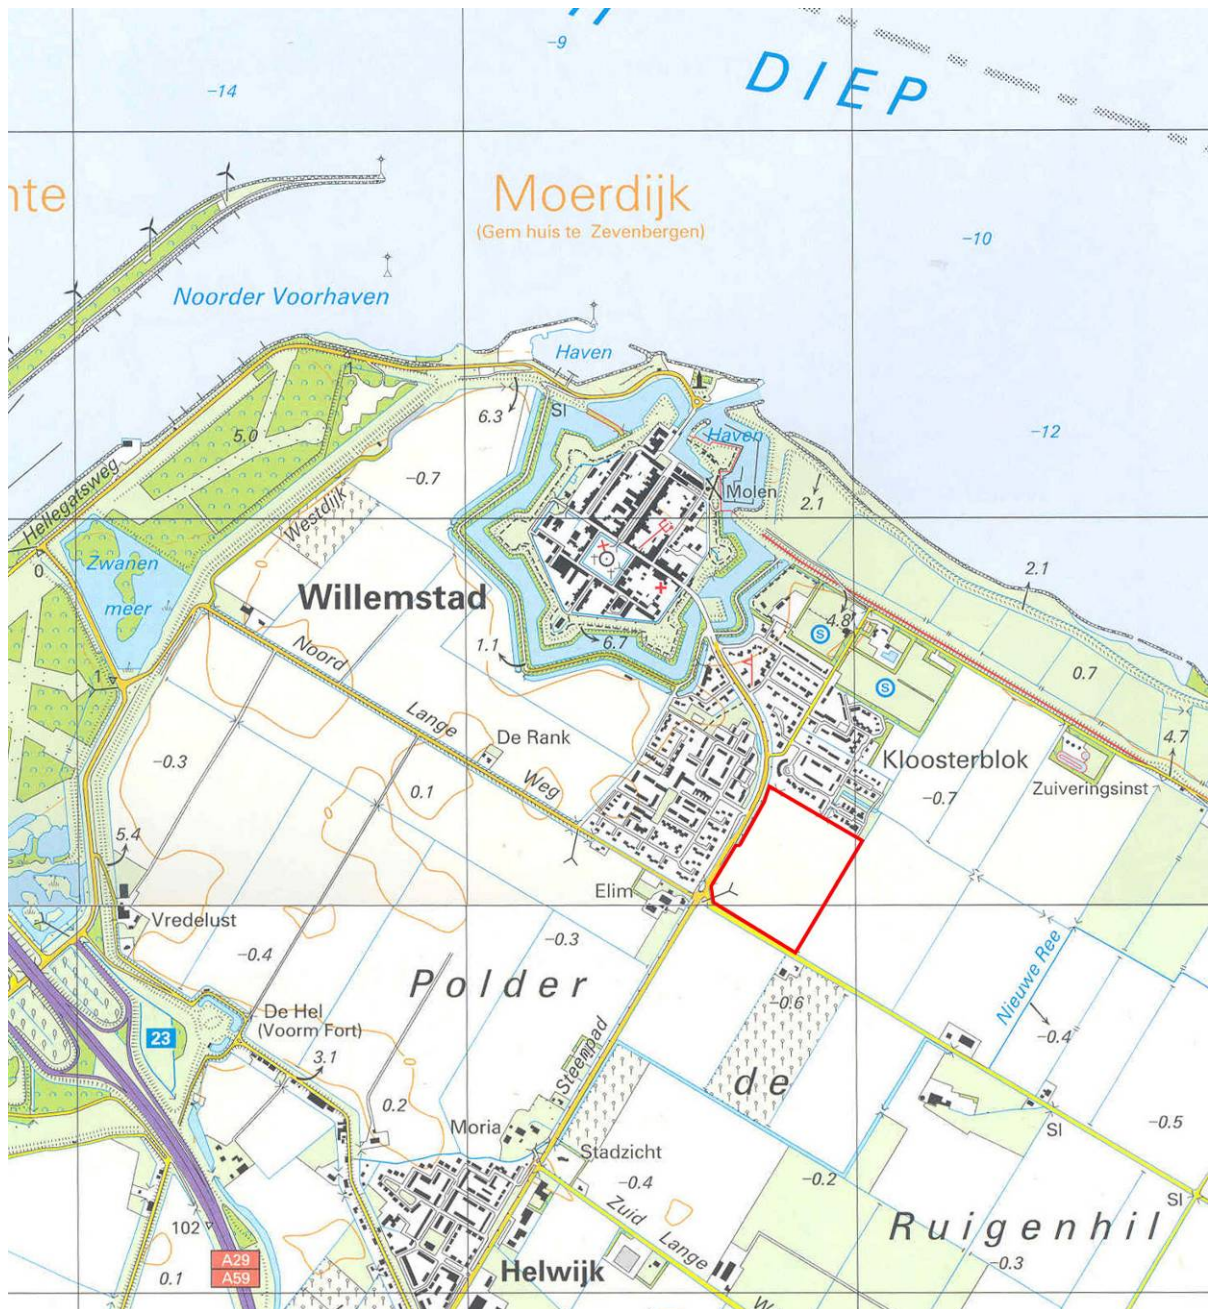 -9
DIEP
-14
nte
Moerdijk
(Gem huis te Zevenbergen)
-10
Noorder Voorhaven
Haven
6.3
SI
5.0
Haven
-12
-0.7
Molen
2.1
Hellegatsweg
Westdijk
Zwanen
meer
0
2.1
Willemstad
4.8
S
6.7
1.1
Noord
Lange
Weg
S
0.7
1
De Rank
4.7
Kloosterblok
-0.3
0.1
-0.7
Zuiveringsinst
5.4
Elim
Vredelust
-0.4
-0.3
Polder
-0.6
Nieuwe Ree
De Hel
(Voorm Fort)
23
-0.4
3.1
Steenpad
de
0.2
Moria
SI
-0.5
Stadzicht
-0.4
-0.2
SI
Zuid
Lange
W
Ruigenhil
102
A29
A59
0.1
Helwijk
-0.3